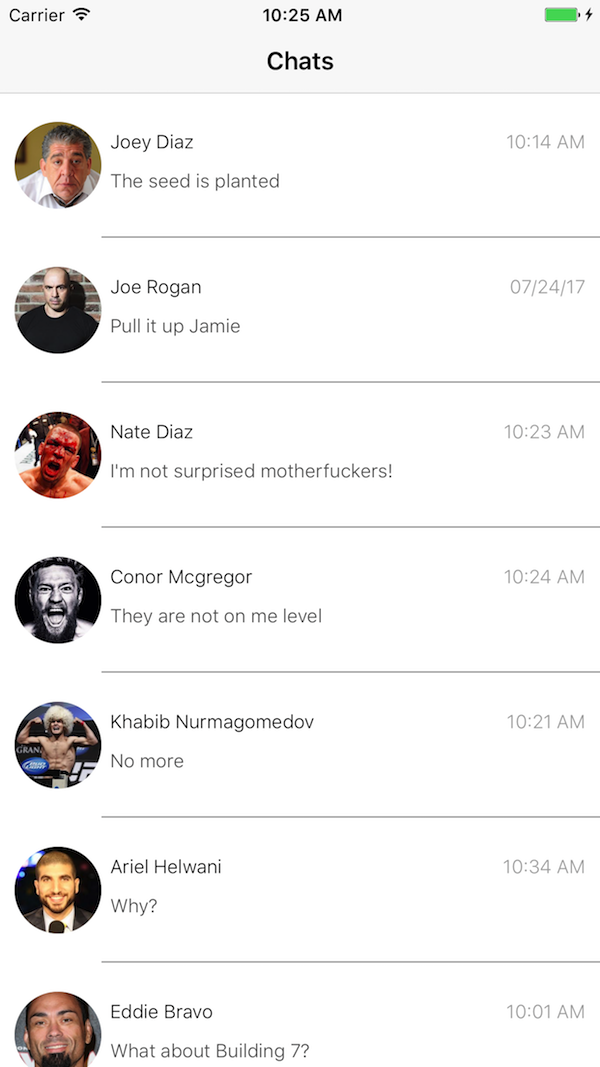 Carrier 10:25 AM
Chats
Joey Diaz 10:14 AM
The seed is planted
Joe Rogan 07/24/17
Pull it up Jamie
Nate Diaz 10:23 AM
I'm not surprised motherfuckers!
Conor Mcgregor 10:24 AM
They are not on me level
Khabib Nurmagomedov 10:21 AM
No more
Ariel Helwani 10:34 AM
Why?
Eddie Bravo 10:01 AM
What about Building 7?